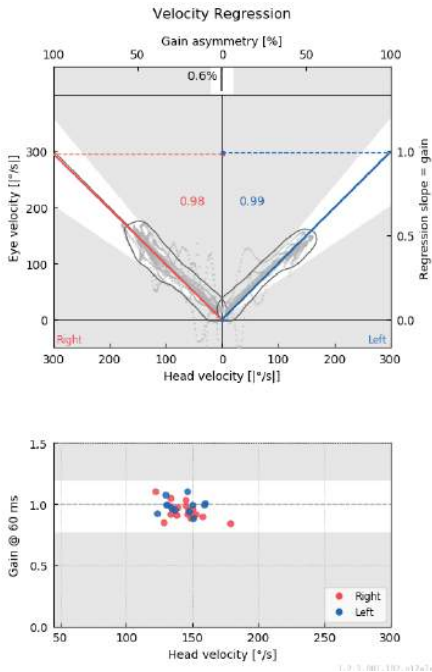 Velocity Regression
Gain asymmetry [%]
100 50 0 50 100
0.6%
300
200
100
0
Eye velocity [|°/s|]
0.98 0.99
1.0
0.5
0.0
Regression slope = gain
Right Left
300 200 100 0 100 200 300
Head velocity [|°/s|]
1.5
1.0
0.5
0.0
Gain @ 60 ms
Right
Left
50 100 150 200 250 300
Head velocity [|°/s]